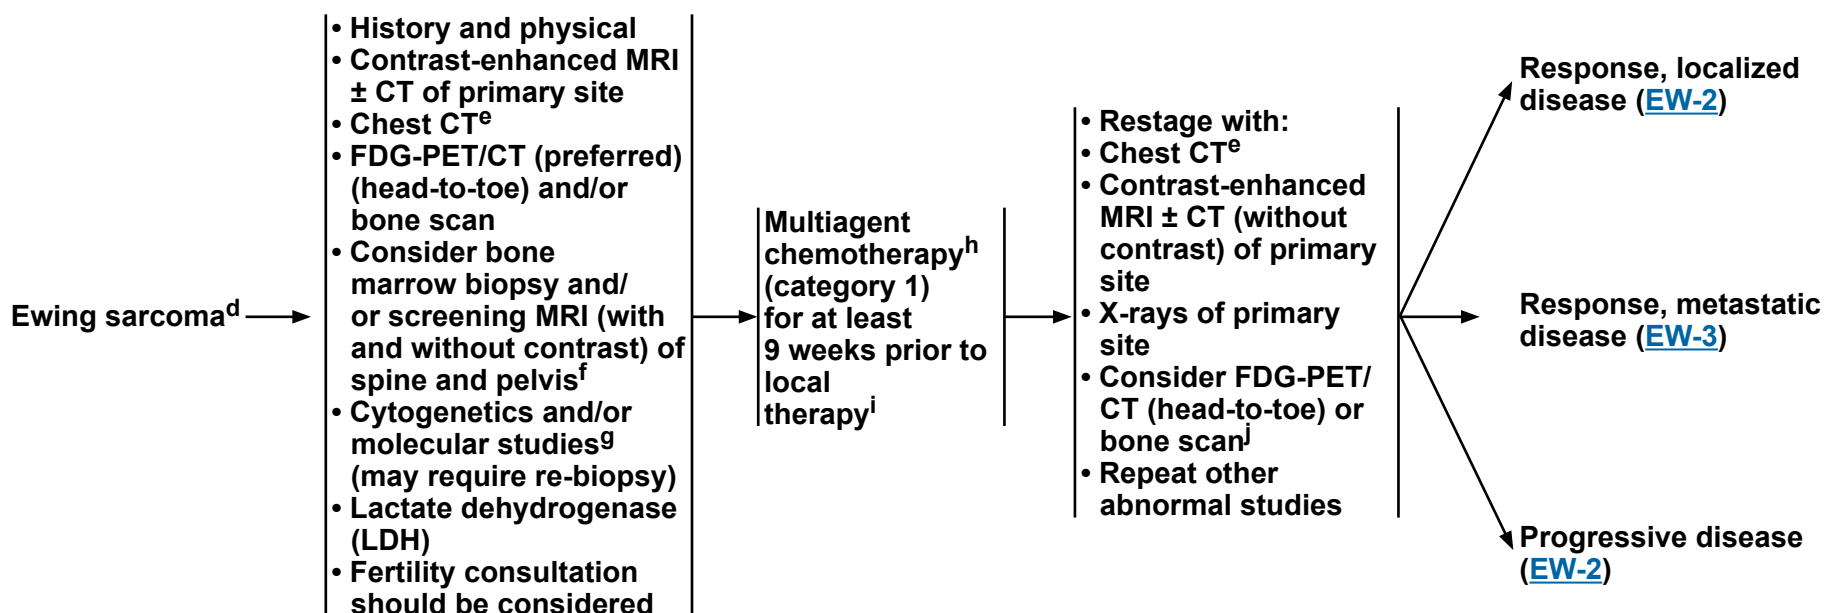 Ewing sarcomaᵈ
• History and physical
• Contrast-enhanced MRI
± CT of primary site
• Chest CTᵉ
• FDG-PET/CT (preferred)
(head-to-toe) and/or
bone scan
• Consider bone
marrow biopsy and/
or screening MRI (with
and without contrast) of
spine and pelvisᶠ
• Cytogenetics and/or
molecular studiesᵍ
(may require re-biopsy)
• Lactate dehydrogenase
(LDH)
• Fertility consultation
should be considered
Multiagent
chemotherapyʰ
(category 1)
for at least
9 weeks prior to
local
therapyⁱ
• Restage with:
• Chest CTᵉ
• Contrast-enhanced
MRI ± CT (without
contrast) of primary
site
• X-rays of primary
site
• Consider FDG-PET/
CT (head-to-toe) or
bone scanʲ
• Repeat other
abnormal studies
Response, localized
disease (EW-2)
Response, metastatic
disease (EW-3)
Progressive disease
(EW-2)